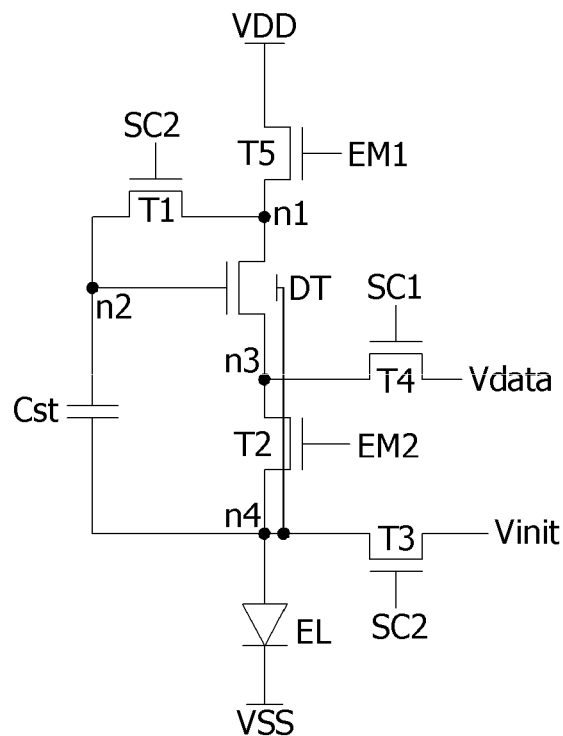 VDD
SC2
T5
EM1
T1
n1
n2
DT
SC1
n3
T4
Vdata
Cst
T2
EM2
n4
T3
Vinit
EL
SC2
VSS